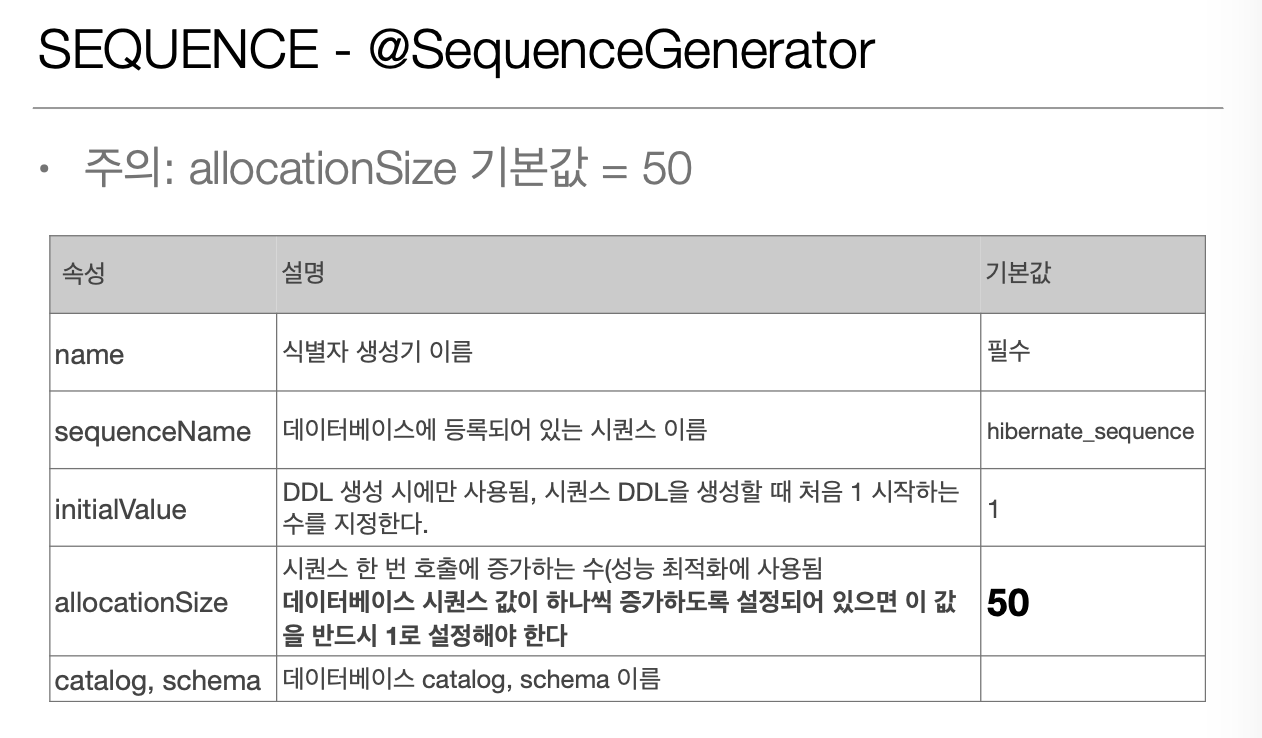 SEQUENCE - @SequenceGenerator
• 주의: allocationSize 기본값 = 50
속성 설명 기본값
name 식별자 생성기 이름 필수
sequenceName 데이터베이스에 등록되어 있는 시퀀스 이름 hibernate_sequence
initialValue DDL 생성 시에만 사용됨, 시퀀스 DDL을 생성할 때 처음 1 시작하는
수를 지정한다. 1
allocationSize 시퀀스 한 번 호출에 증가하는 수(성능 최적화에 사용됨
데이터베이스 시퀀스 값이 하나씩 증가하도록 설정되어 있으면 이 값
을 반드시 1로 설정해야 한다 50
catalog, schema 데이터베이스 catalog, schema 이름